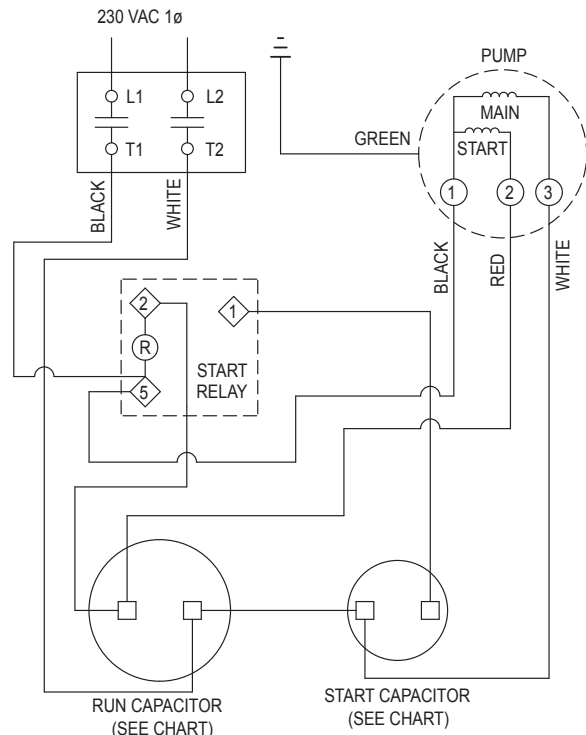 230 VAC 1ø
L1
L2
T1
T2
BLACK
WHITE
PUMP
MAIN
START
GREEN
1
2
3
BLACK
RED
WHITE
2
1
R
5
START
RELAY
RUN CAPACITOR
(SEE CHART)
START CAPACITOR
(SEE CHART)